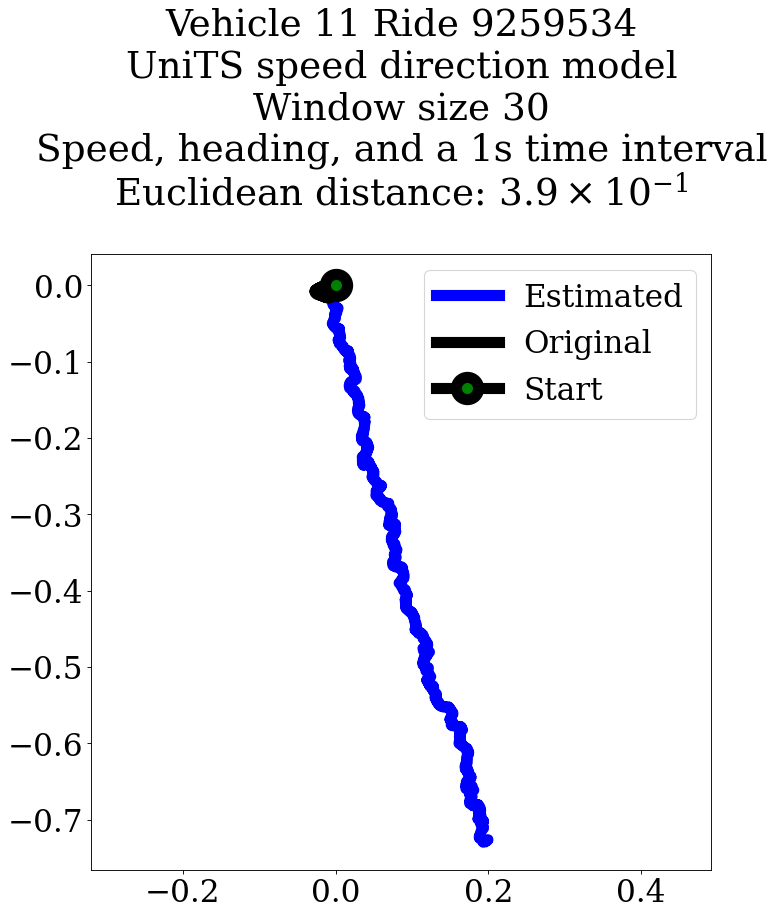 Vehicle 11 Ride 9259534
UniTS speed direction model
Window size 30
Speed, heading, and a 1s time interval
Euclidean distance: 3.9 × 10⁻¹
Estimated
Original
Start
0.0
−0.1
−0.2
−0.3
−0.4
−0.5
−0.6
−0.7
−0.2 0.0 0.2 0.4